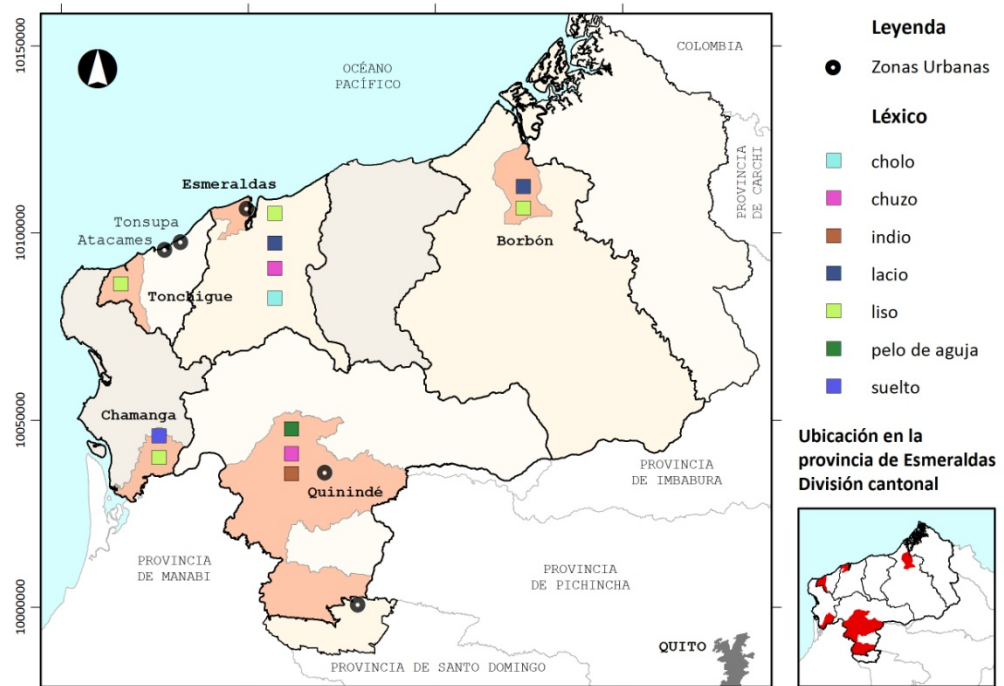 COLOMBIA
OCÉANO
PACÍFICO
PROVINCIA
DE CARCHI
Esmeraldas
Tonsupa
Atacames
Borbón
Tonchigue
Chamanga
Quinindé
PROVINCIA
DE IMBABURA
PROVINCIA
DE MANABI
PROVINCIA
DE PICHINCHA
QUITO
PROVINCIA DE SANTO DOMINGO
10150000
10100000
10050000
10000000
Leyenda
Zonas Urbanas
Léxico
cholo
chuzo
indio
lacio
liso
pelo de aguja
suelto
Ubicación en la
provincia de Esmeraldas
División cantonal